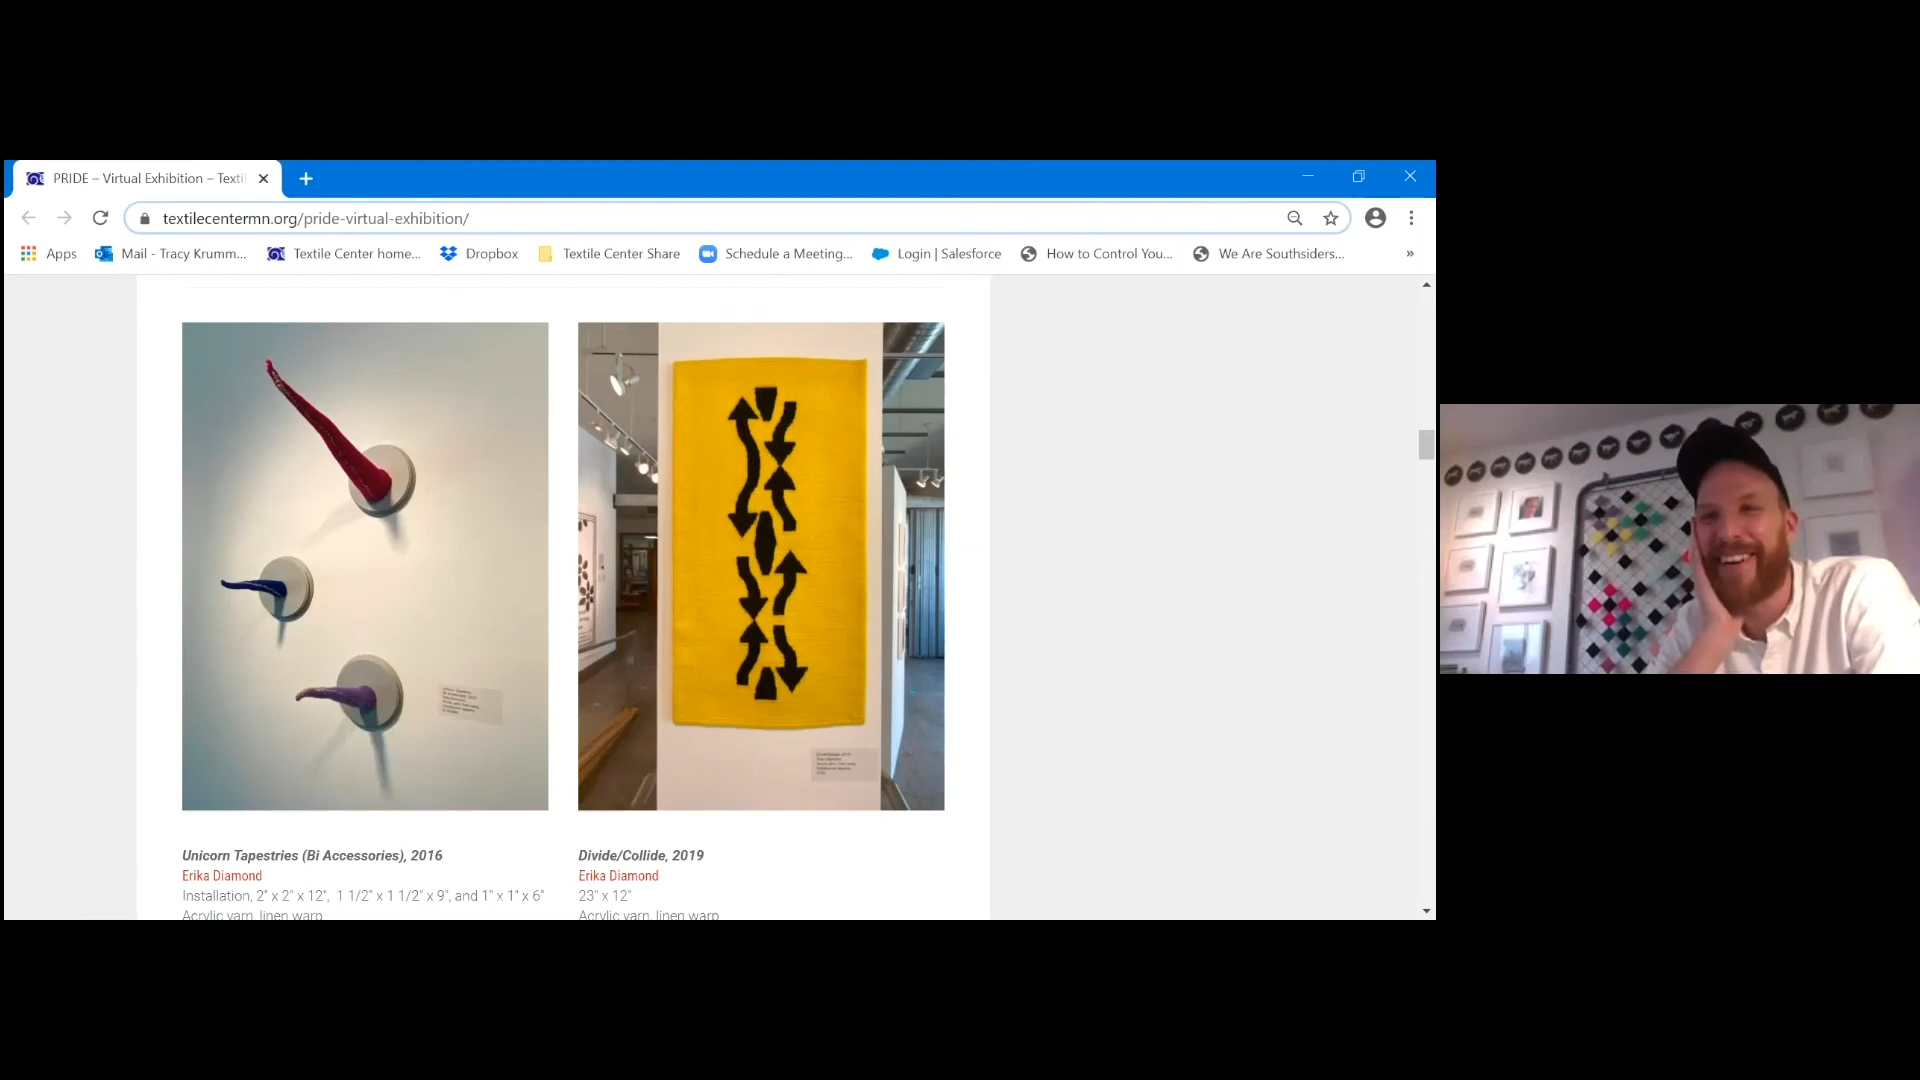 PRIDE – Virtual Exhibition – Texti
textilecentermn.org/pride-virtual-exhibition/
Apps
Mail - Tracy Krumm...
Textile Center home...
Dropbox
Textile Center Share
Schedule a Meeting...
Login | Salesforce
How to Control You...
We Are Southsiders...
»
Unicorn Tapestries (Bi Accessories), 2016
Erika Diamond
Installation, 2" x 2" x 12", 1 1/2" x 1 1/2" x 9", and 1" x 1" x 6"
Acrylic yarn, linen warp
Divide/Collide, 2019
Erika Diamond
23" x 12"
Acrylic yarn, linen warp